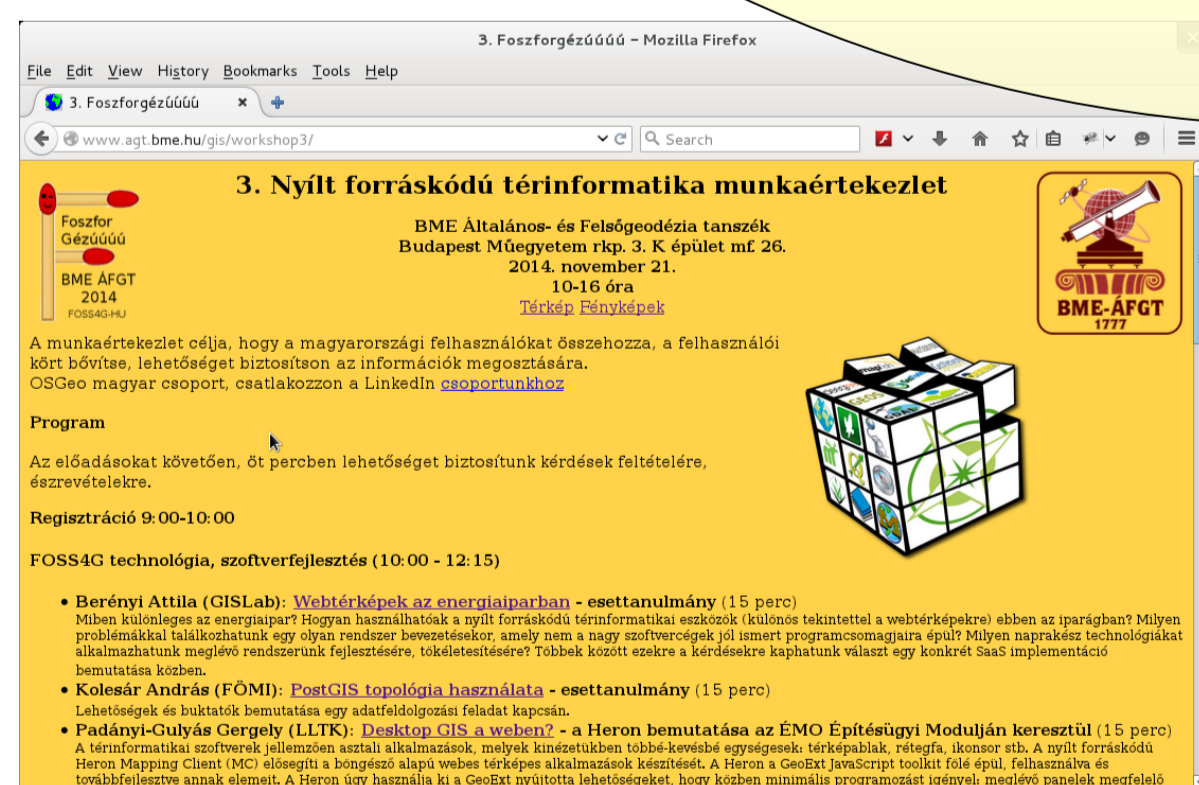 3. Foszforgézúúúú – Mozilla Firefox
File Edit View History Bookmarks Tools Help
3. Foszforgézúúúú
www.agt.bme.hu/gis/workshop3/
Search
3. Nyílt forráskódú térinformatika munkaértekezlet
Foszfor
Gézúúúú
BME ÁFGT
2014
FOSS4G-HU
BME Általános- és Felsőgeodézia tanszék
Budapest Műegyetem rkp. 3. K épület mf. 26.
2014. november 21.
10-16 óra
Térkép Fényképek
BME-ÁFGT
1777
A munkaértekezlet célja, hogy a magyarországi felhasználókat összehozza, a felhasználói
kört bővítse, lehetőséget biztosítson az információk megosztására.
OSGeo magyar csoport, csatlakozzon a LinkedIn csoportunkhoz
GEOS
GDAL
Program
Az előadásokat követően, öt percben lehetőséget biztosítunk kérdések feltételére,
észrevételekre.
Regisztráció 9:00-10:00
FOSS4G technológia, szoftverfejlesztés (10:00 - 12:15)
• Berényi Attila (GISLab): Webtérképek az energiaiparban - esettanulmány (15 perc)
Miben különleges az energiaipar? Hogyan használhatóak a nyílt forráskódú térinformatikai eszközök (különös tekintettel a webtérképekre) ebben az iparágban? Milyen
problémákkal találkozhatunk egy olyan rendszer bevezetésekor, amely nem a nagy szoftvercégek jól ismert programcsomagjaira épül? Milyen naprakész technológiákat
alkalmazhatunk meglévő rendszerünk fejlesztésére, tökéletesítésére? Többek között ezekre a kérdésekre kaphatunk választ egy konkrét SaaS implementáció
bemutatása közben.
• Kolesár András (FÖMI): PostGIS topológia használata - esettanulmány (15 perc)
Lehetőségek és buktatók bemutatása egy adatfeldolgozási feladat kapcsán.
• Padányi-Gulyás Gergely (LLTK): Desktop GIS a weben? - a Heron bemutatása az ÉMO Építésügyi Modulján keresztül (15 perc)
A térinformatikai szoftverek jellemzően asztali alkalmazások, melyek kinézetükben többé-kevésbé egységesek: térképablak, rétegfa, ikonsor stb. A nyílt forráskódú
Heron Mapping Client (MC) elősegíti a böngésző alapú webes térképes alkalmazások készítését. A Heron a GeoExt JavaScript toolkit fölé épül, felhasználva és
továbbfejlesztve annak elemeit. A Heron úgy használja ki a GeoExt nyújtotta lehetőségeket, hogy közben minimális programozást igényel: meglévő panelek megfelelő